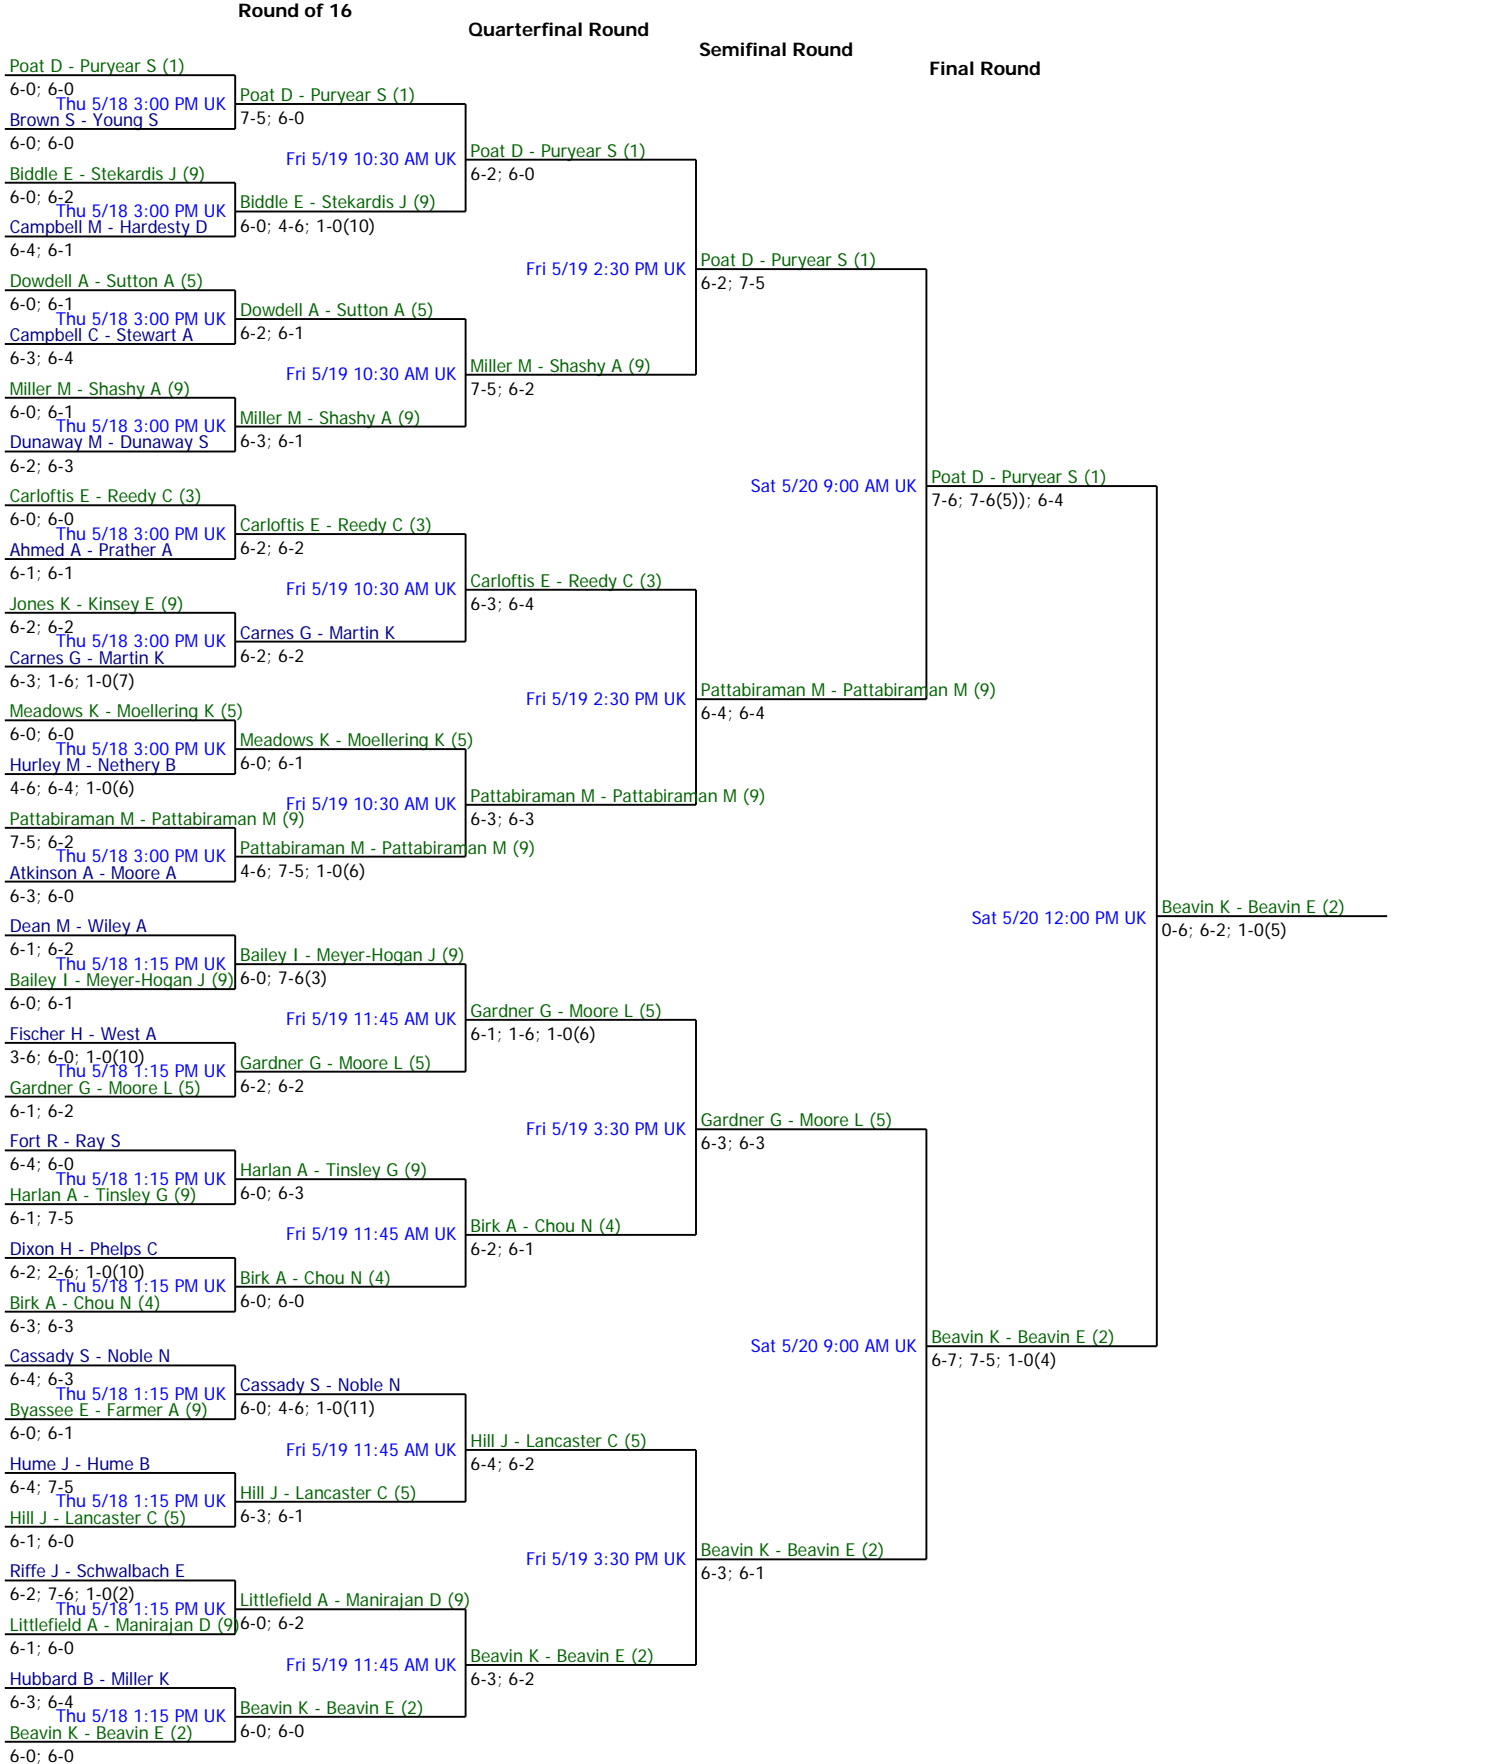 Round of 16
Quarterfinal Round
Semifinal Round
Final Round
Poat D - Puryear S (1)
6-0; 6-0
Thu 5/18 3:00 PM UK
Brown S - Young S
6-0; 6-0
Biddle E - Stekardis J (9)
6-0; 6-2
Thu 5/18 3:00 PM UK
Campbell M - Hardesty D
6-4; 6-1
Dowdell A - Sutton A (5)
6-0; 6-1
Thu 5/18 3:00 PM UK
Campbell C - Stewart A
6-3; 6-4
Miller M - Shashy A (9)
6-0; 6-1
Thu 5/18 3:00 PM UK
Dunaway M - Dunaway S
6-2; 6-3
Carloftis E - Reedy C (3)
6-0; 6-0
Thu 5/18 3:00 PM UK
Ahmed A - Prather A
6-1; 6-1
Jones K - Kinsey E (9)
6-2; 6-2
Thu 5/18 3:00 PM UK
Carnes G - Martin K
6-3; 1-6; 1-0(7)
Meadows K - Moellering K (5)
6-0; 6-0
Thu 5/18 3:00 PM UK
Hurley M - Nethery B
4-6; 6-4; 1-0(6)
Pattabiraman M - Pattabiraman M (9)
7-5; 6-2
Thu 5/18 3:00 PM UK
Atkinson A - Moore A
6-3; 6-0
Dean M - Wiley A
6-1; 6-2
Thu 5/18 1:15 PM UK
Bailey I - Meyer-Hogan J (9)
6-0; 6-1
Fischer H - West A
3-6; 6-0; 1-0(10)
Thu 5/18 1:15 PM UK
Gardner G - Moore L (5)
6-1; 6-2
Fort R - Ray S
6-4; 6-0
Thu 5/18 1:15 PM UK
Harlan A - Tinsley G (9)
6-1; 7-5
Dixon H - Phelps C
6-2; 2-6; 1-0(10)
Thu 5/18 1:15 PM UK
Birk A - Chou N (4)
6-3; 6-3
Cassady S - Noble N
6-4; 6-3
Thu 5/18 1:15 PM UK
Byassee E - Farmer A (9)
6-0; 6-1
Hume J - Hume B
6-4; 7-5
Thu 5/18 1:15 PM UK
Hill J - Lancaster C (5)
6-1; 6-0
Riffe J - Schwalbach E
6-2; 7-6; 1-0(2)
Thu 5/18 1:15 PM UK
Littlefield A - Manirajan D (9)
6-1; 6-0
Hubbard B - Miller K
6-3; 6-4
Thu 5/18 1:15 PM UK
Beavin K - Beavin E (2)
6-0; 6-0
Poat D - Puryear S (1)
7-5; 6-0
Fri 5/19 10:30 AM UK
Biddle E - Stekardis J (9)
6-0; 4-6; 1-0(10)
Dowdell A - Sutton A (5)
6-2; 6-1
Fri 5/19 10:30 AM UK
Miller M - Shashy A (9)
6-3; 6-1
Carloftis E - Reedy C (3)
6-2; 6-2
Fri 5/19 10:30 AM UK
Carnes G - Martin K
6-2; 6-2
Meadows K - Moellering K (5)
6-0; 6-1
Fri 5/19 10:30 AM UK
Pattabiraman M - Pattabiraman M (9)
4-6; 7-5; 1-0(6)
Bailey I - Meyer-Hogan J (9)
6-0; 7-6(3)
Fri 5/19 11:45 AM UK
Gardner G - Moore L (5)
6-2; 6-2
Harlan A - Tinsley G (9)
6-0; 6-3
Fri 5/19 11:45 AM UK
Birk A - Chou N (4)
6-0; 6-0
Cassady S - Noble N
6-0; 4-6; 1-0(11)
Fri 5/19 11:45 AM UK
Hill J - Lancaster C (5)
6-3; 6-1
Littlefield A - Manirajan D (9)
6-0; 6-2
Fri 5/19 11:45 AM UK
Beavin K - Beavin E (2)
6-0; 6-0
Poat D - Puryear S (1)
6-2; 6-0
Fri 5/19 2:30 PM UK
Miller M - Shashy A (9)
7-5; 6-2
Carloftis E - Reedy C (3)
6-3; 6-4
Fri 5/19 2:30 PM UK
Pattabiraman M - Pattabiraman M (9)
6-3; 6-3
Gardner G - Moore L (5)
6-1; 1-6; 1-0(6)
Fri 5/19 3:30 PM UK
Birk A - Chou N (4)
6-2; 6-1
Hill J - Lancaster C (5)
6-4; 6-2
Fri 5/19 3:30 PM UK
Beavin K - Beavin E (2)
6-3; 6-2
Poat D - Puryear S (1)
6-2; 7-5
Sat 5/20 9:00 AM UK
Pattabiraman M - Pattabiraman M (9)
6-4; 6-4
Gardner G - Moore L (5)
6-3; 6-3
Sat 5/20 9:00 AM UK
Beavin K - Beavin E (2)
6-3; 6-1
Poat D - Puryear S (1)
7-6; 7-6(5)); 6-4
Sat 5/20 12:00 PM UK
Beavin K - Beavin E (2)
6-7; 7-5; 1-0(4)
Beavin K - Beavin E (2)
0-6; 6-2; 1-0(5)